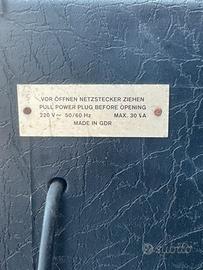 VOR ÖFFNEN NETZSTECKER ZIEHEN
PULL POWER PLUG BEFORE OPENING
220 V ~ 50/60 Hz MAX. 30 VA
MADE IN GDR
subito